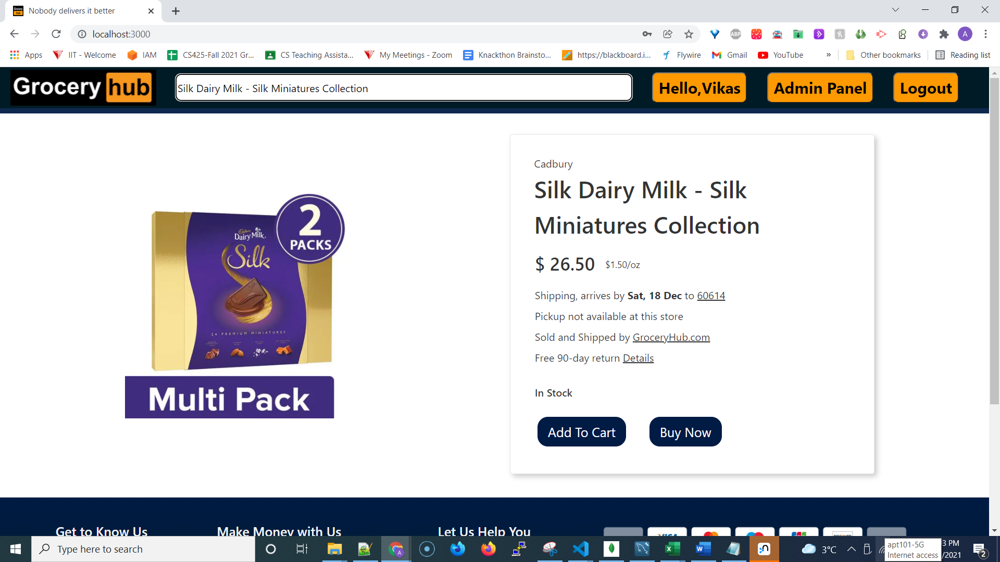 Nobody delivers it better
localhost:3000
ABP
A
Apps
IIT - Welcome
IAM
CS425-Fall 2021 Gr...
CS Teaching Assista...
My Meetings - Zoom
Knackthon Brainsto...
https://blackboard.i...
Flywire
Gmail
YouTube
»
Other bookmarks
Reading list
Grocery hub
Silk Dairy Milk - Silk Miniatures Collection
Hello,Vikas
Admin Panel
Logout
2
PACKS
Cadbury
Dairy Milk
Silk
24 PREMIUM MINIATURES
Multi Pack
Cadbury
Silk Dairy Milk - Silk
Miniatures Collection
$ 26.50 $1.50/oz
Shipping, arrives by Sat, 18 Dec to 60614
Pickup not available at this store
Sold and Shipped by GroceryHub.com
Free 90-day return Details
In Stock
Add To Cart
Buy Now
Get to Know Us
Make Money with Us
Let Us Help You
VISA
Type here to search
3°C
apt101-5G
Internet access
3 PM
/2021
2